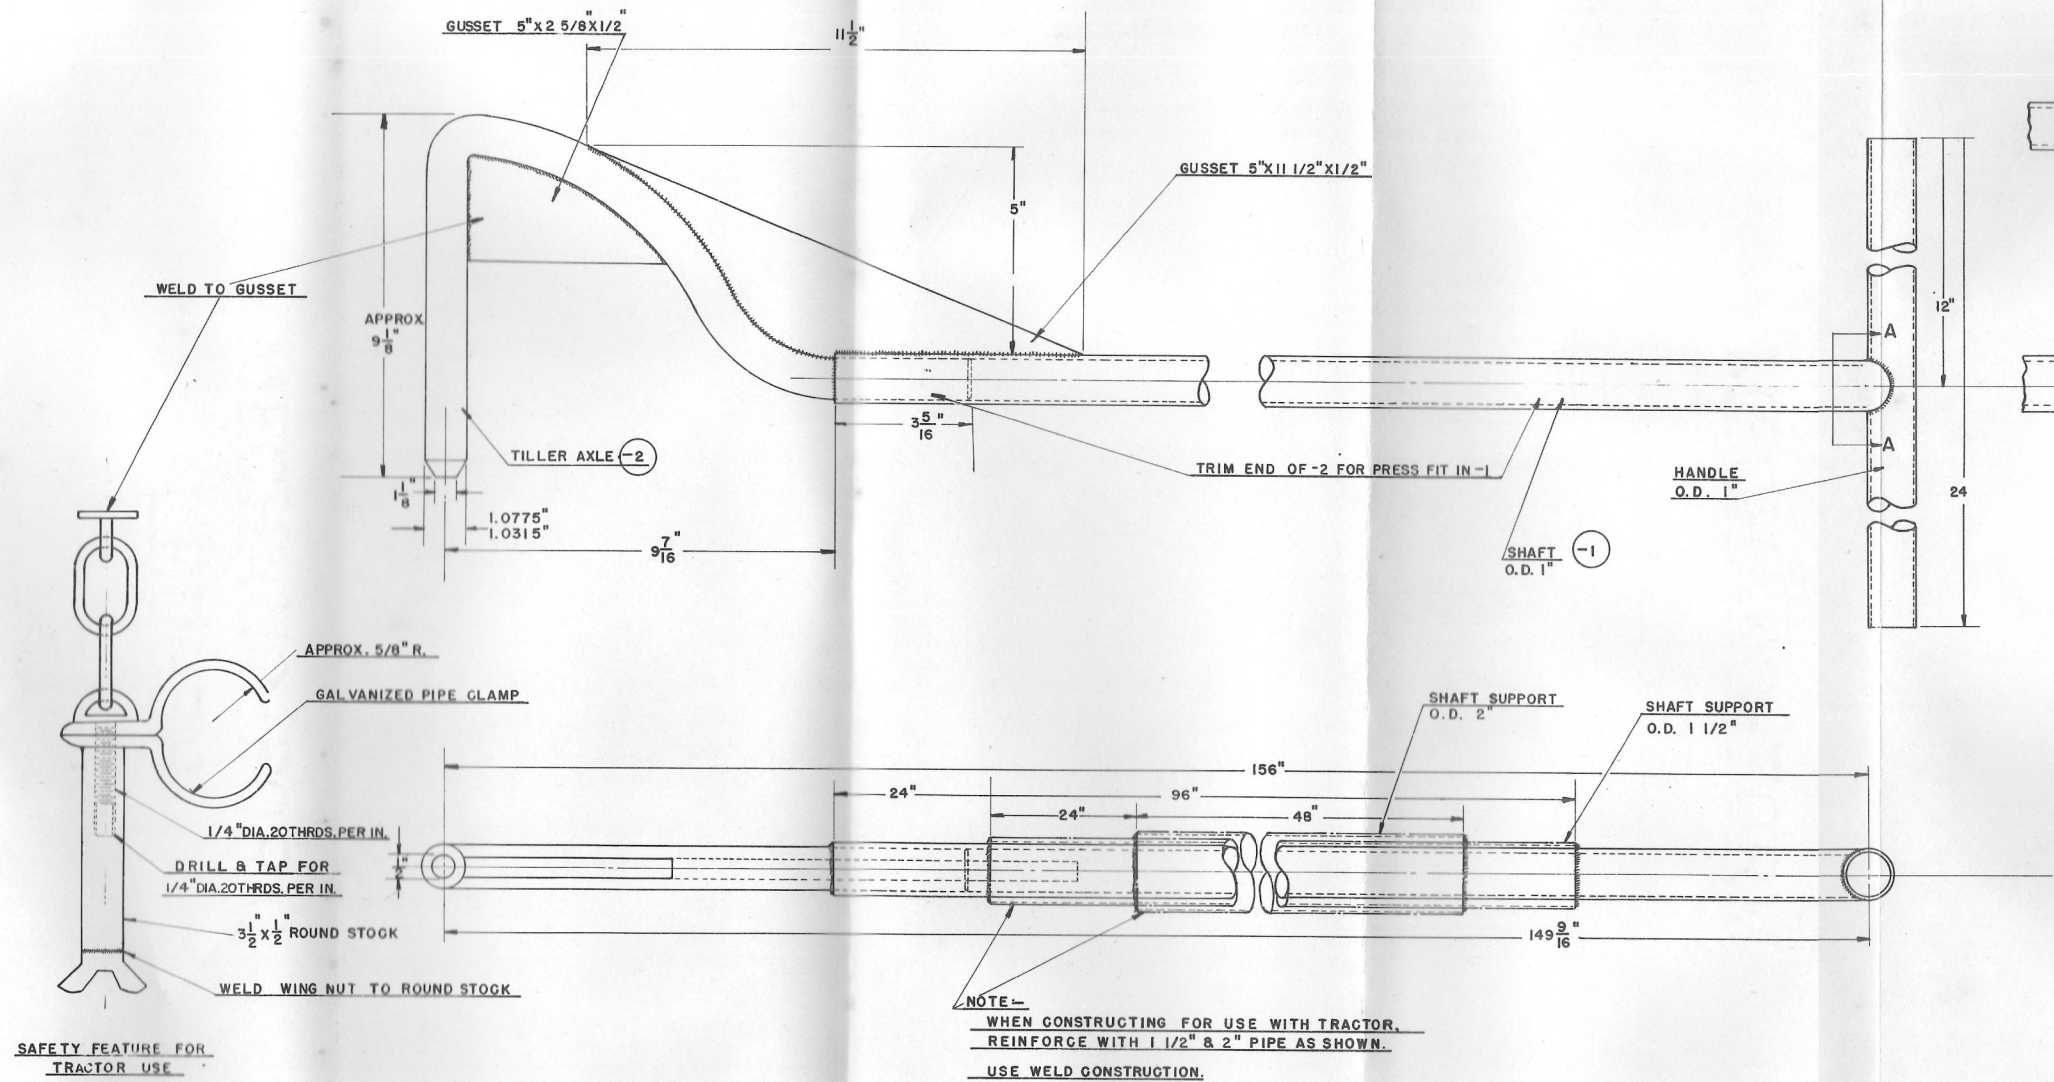 GUSSET 5"X2 5/8"X1/2"
11 1/2"
GUSSET 5"X11 1/2"X1/2"
5"
WELD TO GUSSET
APPROX.
9 1/8"
12"
A
A
3 5/16"
TILLER AXLE -2
TRIM END OF -2 FOR PRESS FIT IN -1
HANDLE
O.D. 1"
24
1 1/8"
1.0775"
1.0315"
9 7/16"
SHAFT -1
O.D. 1"
APPROX. 5/8" R.
GALVANIZED PIPE CLAMP
SHAFT SUPPORT
O.D. 2"
SHAFT SUPPORT
O.D. 1 1/2"
156"
24"
96"
24"
48"
1/4"DIA.20THRDS.PER IN.
DRILL & TAP FOR
1/4"DIA.20THRDS.PER IN.
1/2"
3 1/2" x 1/2" ROUND STOCK
149 9/16"
WELD WING NUT TO ROUND STOCK
NOTE:-
WHEN CONSTRUCTING FOR USE WITH TRACTOR,
REINFORCE WITH 1 1/2" & 2" PIPE AS SHOWN.
USE WELD CONSTRUCTION.
SAFETY FEATURE FOR
TRACTOR USE